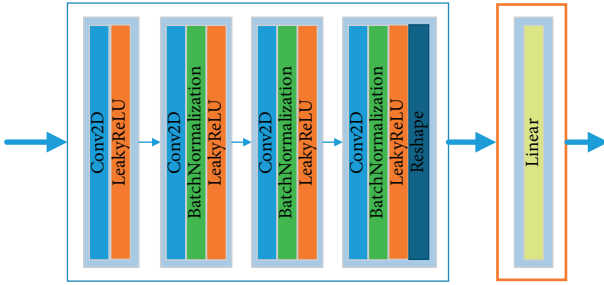 Conv2D
LeakyReLU
Conv2D
BatchNormalization
LeakyReLU
Conv2D
BatchNormalization
LeakyReLU
Conv2D
BatchNormalization
LeakyReLU
Reshape
Linear